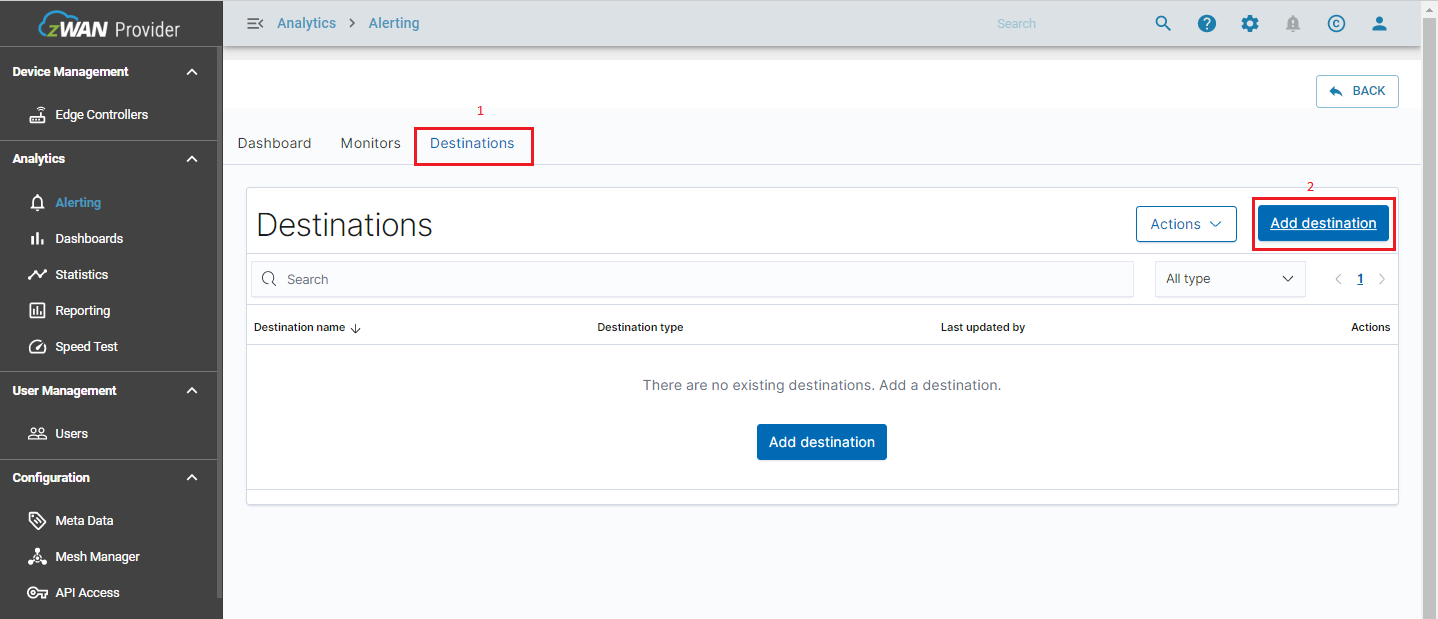 zWAN Provider
Analytics > Alerting
Search
Device Management
Edge Controllers
Analytics
Alerting
Dashboards
Statistics
Reporting
Speed Test
User Management
Users
Configuration
Meta Data
Mesh Manager
API Access
BACK
1
Dashboard Monitors Destinations
2
Destinations
Actions
Add destination
Search
All type
1
Destination name Destination type Last updated by Actions
There are no existing destinations. Add a destination.
Add destination